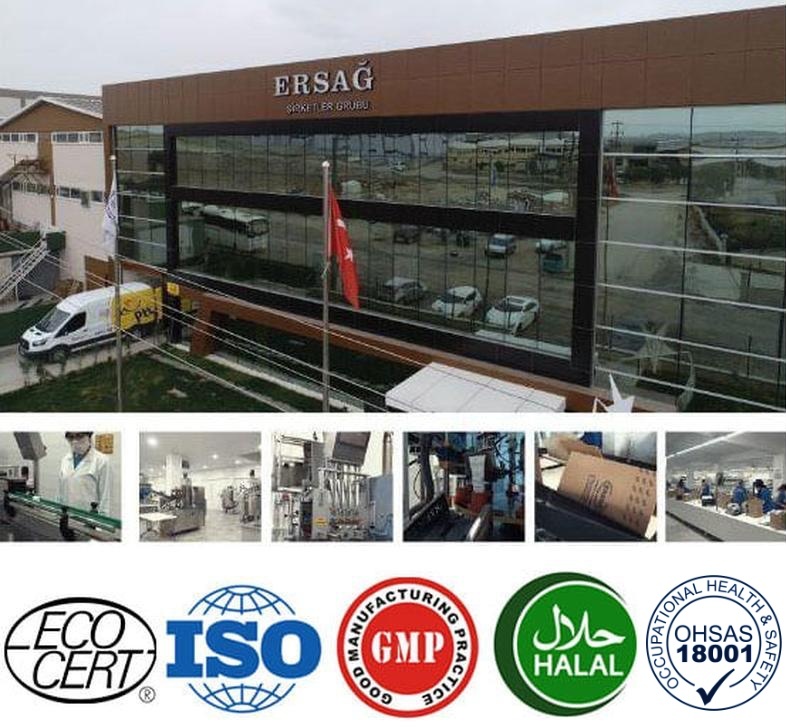 ERSAĞ
ŞİRKETLER GRUBU
ECO
CERT
®
ISO
GOOD MANUFACTURING PRACTICE
GMP
حلال
HALAL
OCCUPATIONAL HEALTH & SAFETY
OHSAS
18001